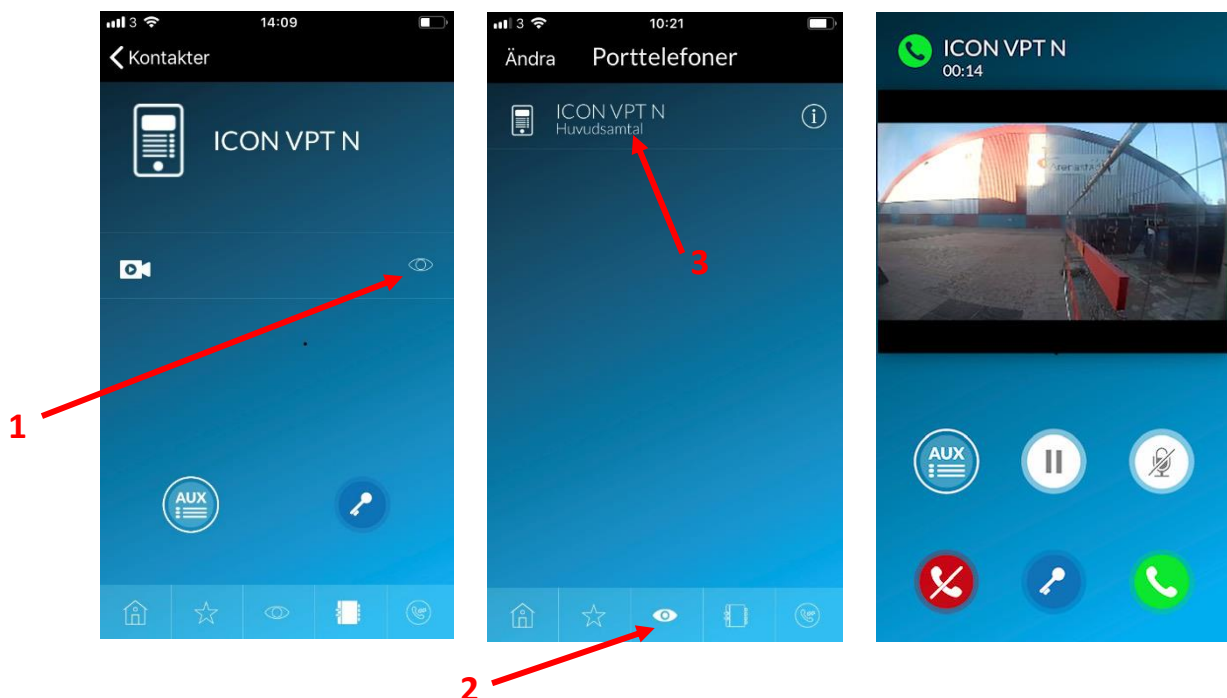 3
14:09
Kontakter
ICON VPT N
AUX
1
3
10:21
Ändra Porttelefoner
ICON VPT N
Huvudsamtal
3
2
ICON VPT N
00:14
AUX